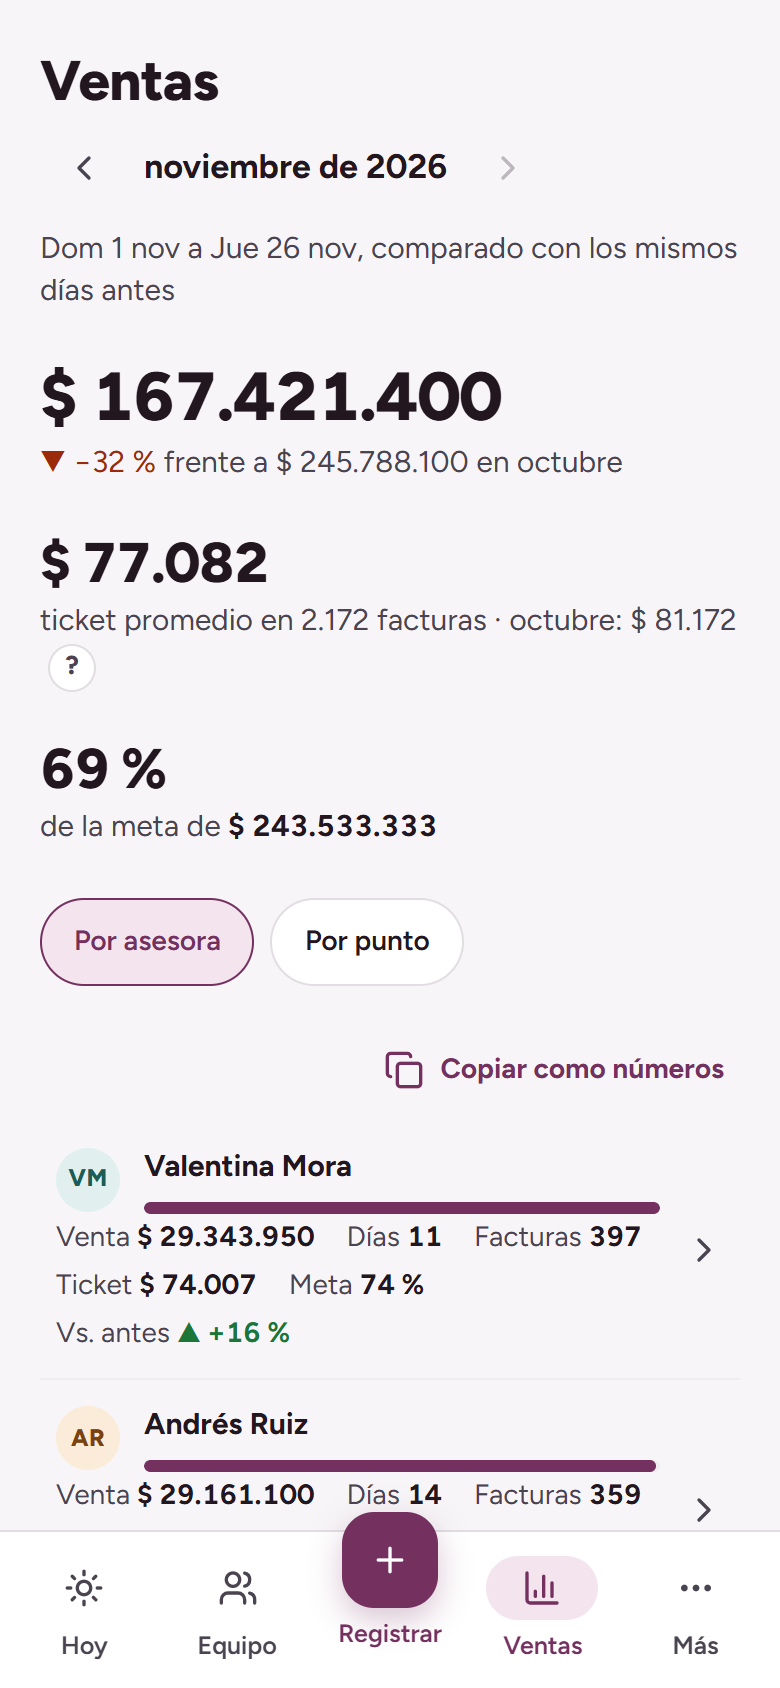 Ventas
noviembre de 2026
Dom 1 nov a Jue 26 nov, comparado con los mismos
días antes
$ 167.421.400
▼ −32 % frente a $ 245.788.100 en octubre
$ 77.082
ticket promedio en 2.172 facturas · octubre: $ 81.172
?
69 %
de la meta de $ 243.533.333
Por asesora Por punto
Copiar como números
VM Valentina Mora
Venta $ 29.343.950 Días 11 Facturas 397
Ticket $ 74.007 Meta 74 %
Vs. antes ▲ +16 %
AR Andrés Ruiz
Venta $ 29.161.100 Días 14 Facturas 359
Hoy Equipo Registrar Ventas Más